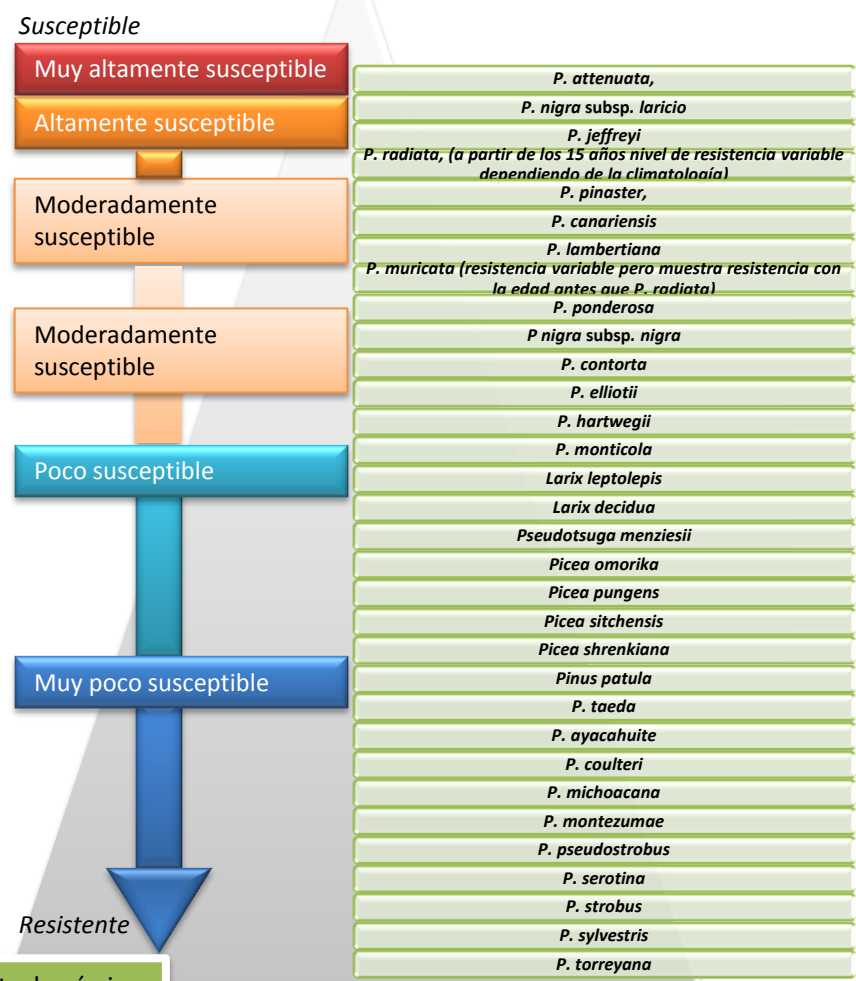 Susceptible
Muy altamente susceptible
Altamente susceptible
Moderadamente
susceptible
Moderadamente
susceptible
Poco susceptible
Muy poco susceptible
Resistente
P. attenuata,
P. nigra subsp. laricio
P. jeffreyi
P. radiata, (a partir de los 15 años nivel de resistencia variable
dependiendo de la climatología)
P. pinaster,
P. canariensis
P. lambertiana
P. muricata (resistencia variable pero muestra resistencia con
la edad antes que P. radiata)
P. ponderosa
P nigra subsp. nigra
P. contorta
P. elliotii
P. hartwegii
P. monticola
Larix leptolepis
Larix decidua
Pseudotsuga menziesii
Picea omorika
Picea pungens
Picea sitchensis
Picea shrenkiana
Pinus patula
P. taeda
P. ayacahuite
P. coulteri
P. michoacana
P. montezumae
P. pseudostrobus
P. serotina
P. strobus
P. sylvestris
P. torreyana